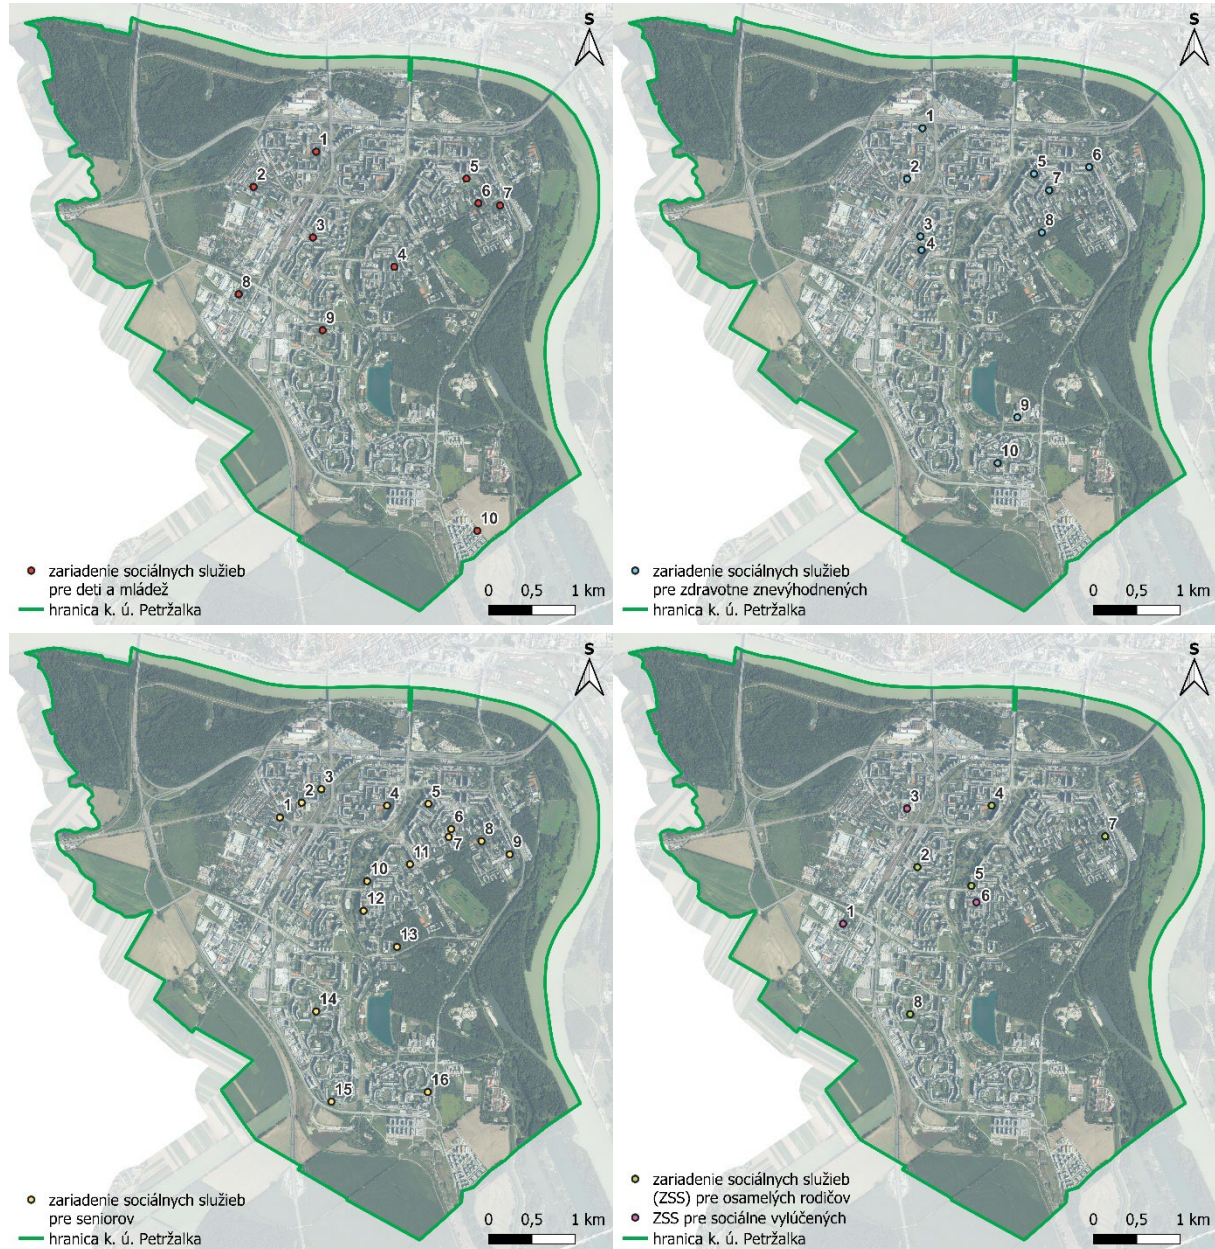 S
1
2
3
4
5
6
7
8
9
10
zariadenie sociálnych služieb
pre deti a mládež
hranica k. ú. Petržalka
0 0,5 1 km
S
1
2
3
4
5
6
7
8
9
10
zariadenie sociálnych služieb
pre zdravotne znevýhodnených
hranica k. ú. Petržalka
0 0,5 1 km
S
1
2
3
4
5
6
7
8
9
10
11
12
13
14
15
16
zariadenie sociálnych služieb
pre seniorov
hranica k. ú. Petržalka
0 0,5 1 km
S
1
2
3
4
5
6
7
8
zariadenie sociálnych služieb
(ZSS) pre osamelých rodičov
ZSS pre sociálne vylúčených
hranica k. ú. Petržalka
0 0,5 1 km